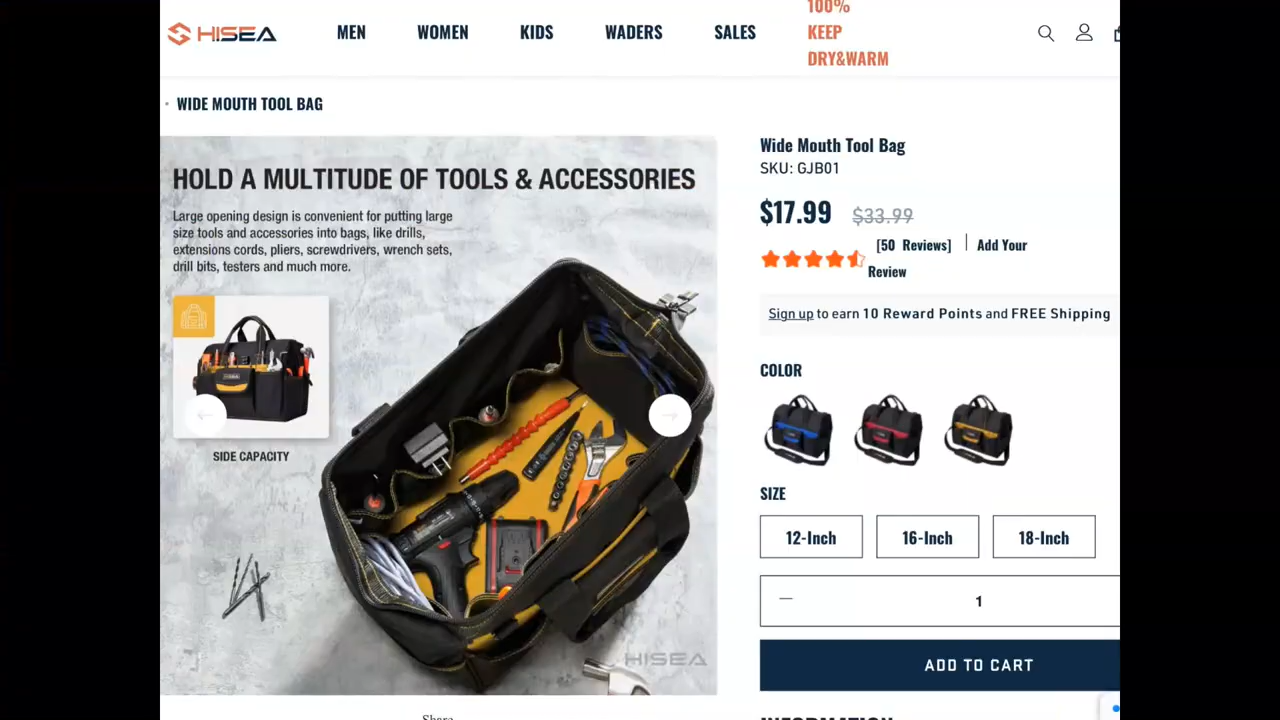 HISEA
MEN
WOMEN
KIDS
WADERS
SALES
100%
KEEP
DRY&WARM
WIDE MOUTH TOOL BAG
HOLD A MULTITUDE OF TOOLS & ACCESSORIES
Large opening design is convenient for putting large
size tools and accessories into bags, like drills,
extensions cords, pliers, screwdrivers, wrench sets,
drill bits, testers and much more.
SIDE CAPACITY
HISEA
Share
Wide Mouth Tool Bag
SKU: GJB01
$17.99 $33.99
[50 Reviews] | Add Your
Review
Sign up to earn 10 Reward Points and FREE Shipping
COLOR
SIZE
12-Inch
16-Inch
18-Inch
1
ADD TO CART
INFORMATION